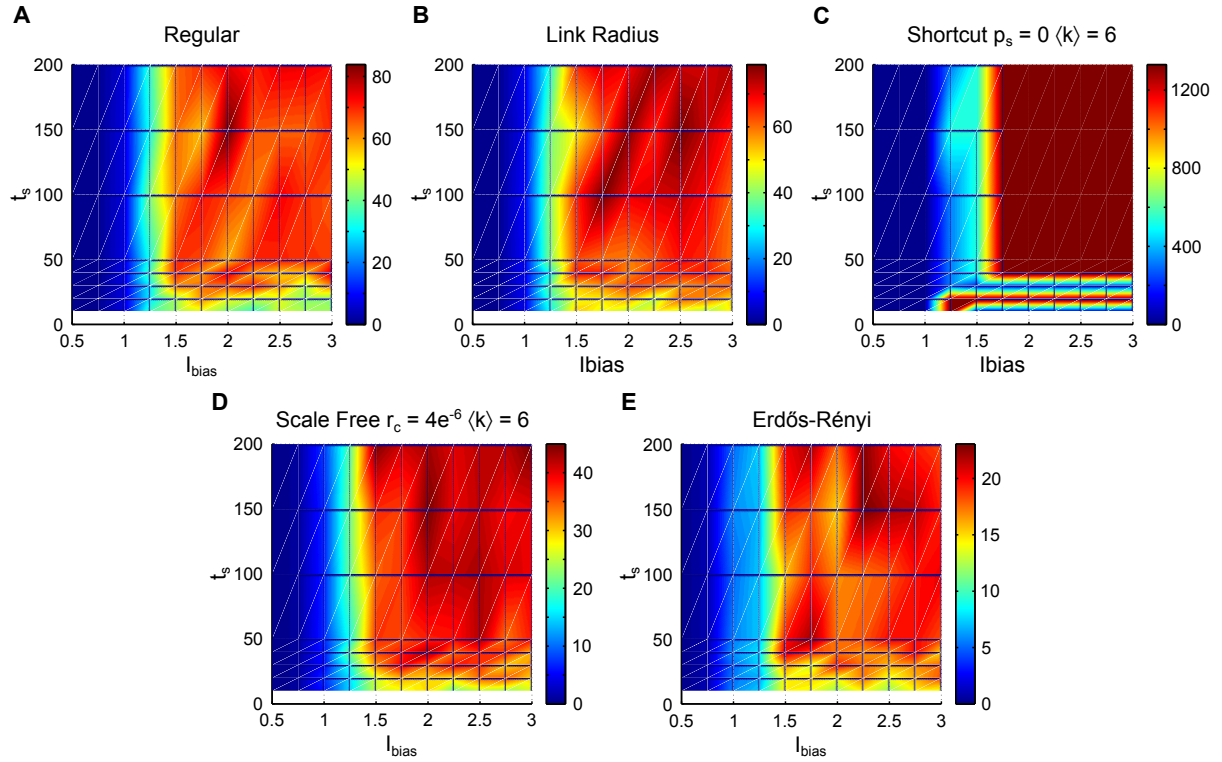 A
Regular
200
150
100
50
0
t_s
0.5 1 1.5 2 2.5 3
I_bias
80
60
40
20
0
B
Link Radius
200
150
100
50
0
t_s
0.5 1 1.5 2 2.5 3
Ibias
60
40
20
0
C
Shortcut p_s = 0 ⟨k⟩ = 6
200
150
100
50
0
t_s
0.5 1 1.5 2 2.5 3
Ibias
1200
800
400
0
D
Scale Free r_c = 4e^-6 ⟨k⟩ = 6
200
150
100
50
0
t_s
0.5 1 1.5 2 2.5 3
I_bias
40
30
20
10
0
E
Erdős-Rényi
200
150
100
50
0
t_s
0.5 1 1.5 2 2.5 3
I_bias
20
15
10
5
0